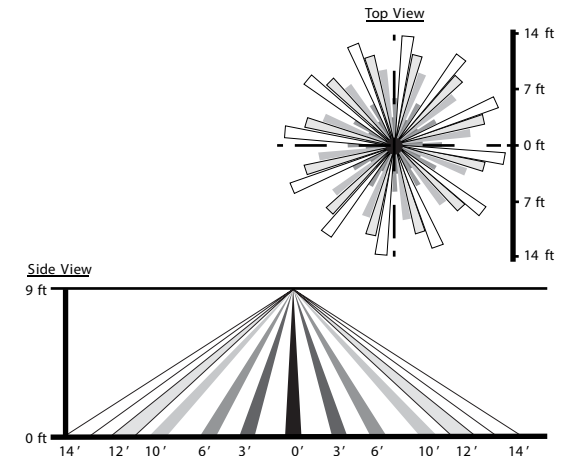 Top View
14 ft
7 ft
0 ft
7 ft
14 ft
Side View
9 ft
0 ft
14′ 12′ 10′ 6′ 3′ 0′ 3′ 6′ 10′ 12′ 14′